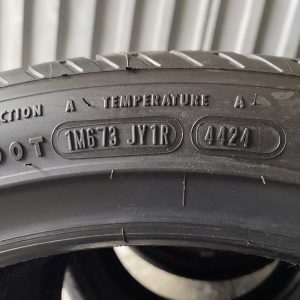 CTION A TEMPERATURE A
DOT 1M673 JY1R 4424